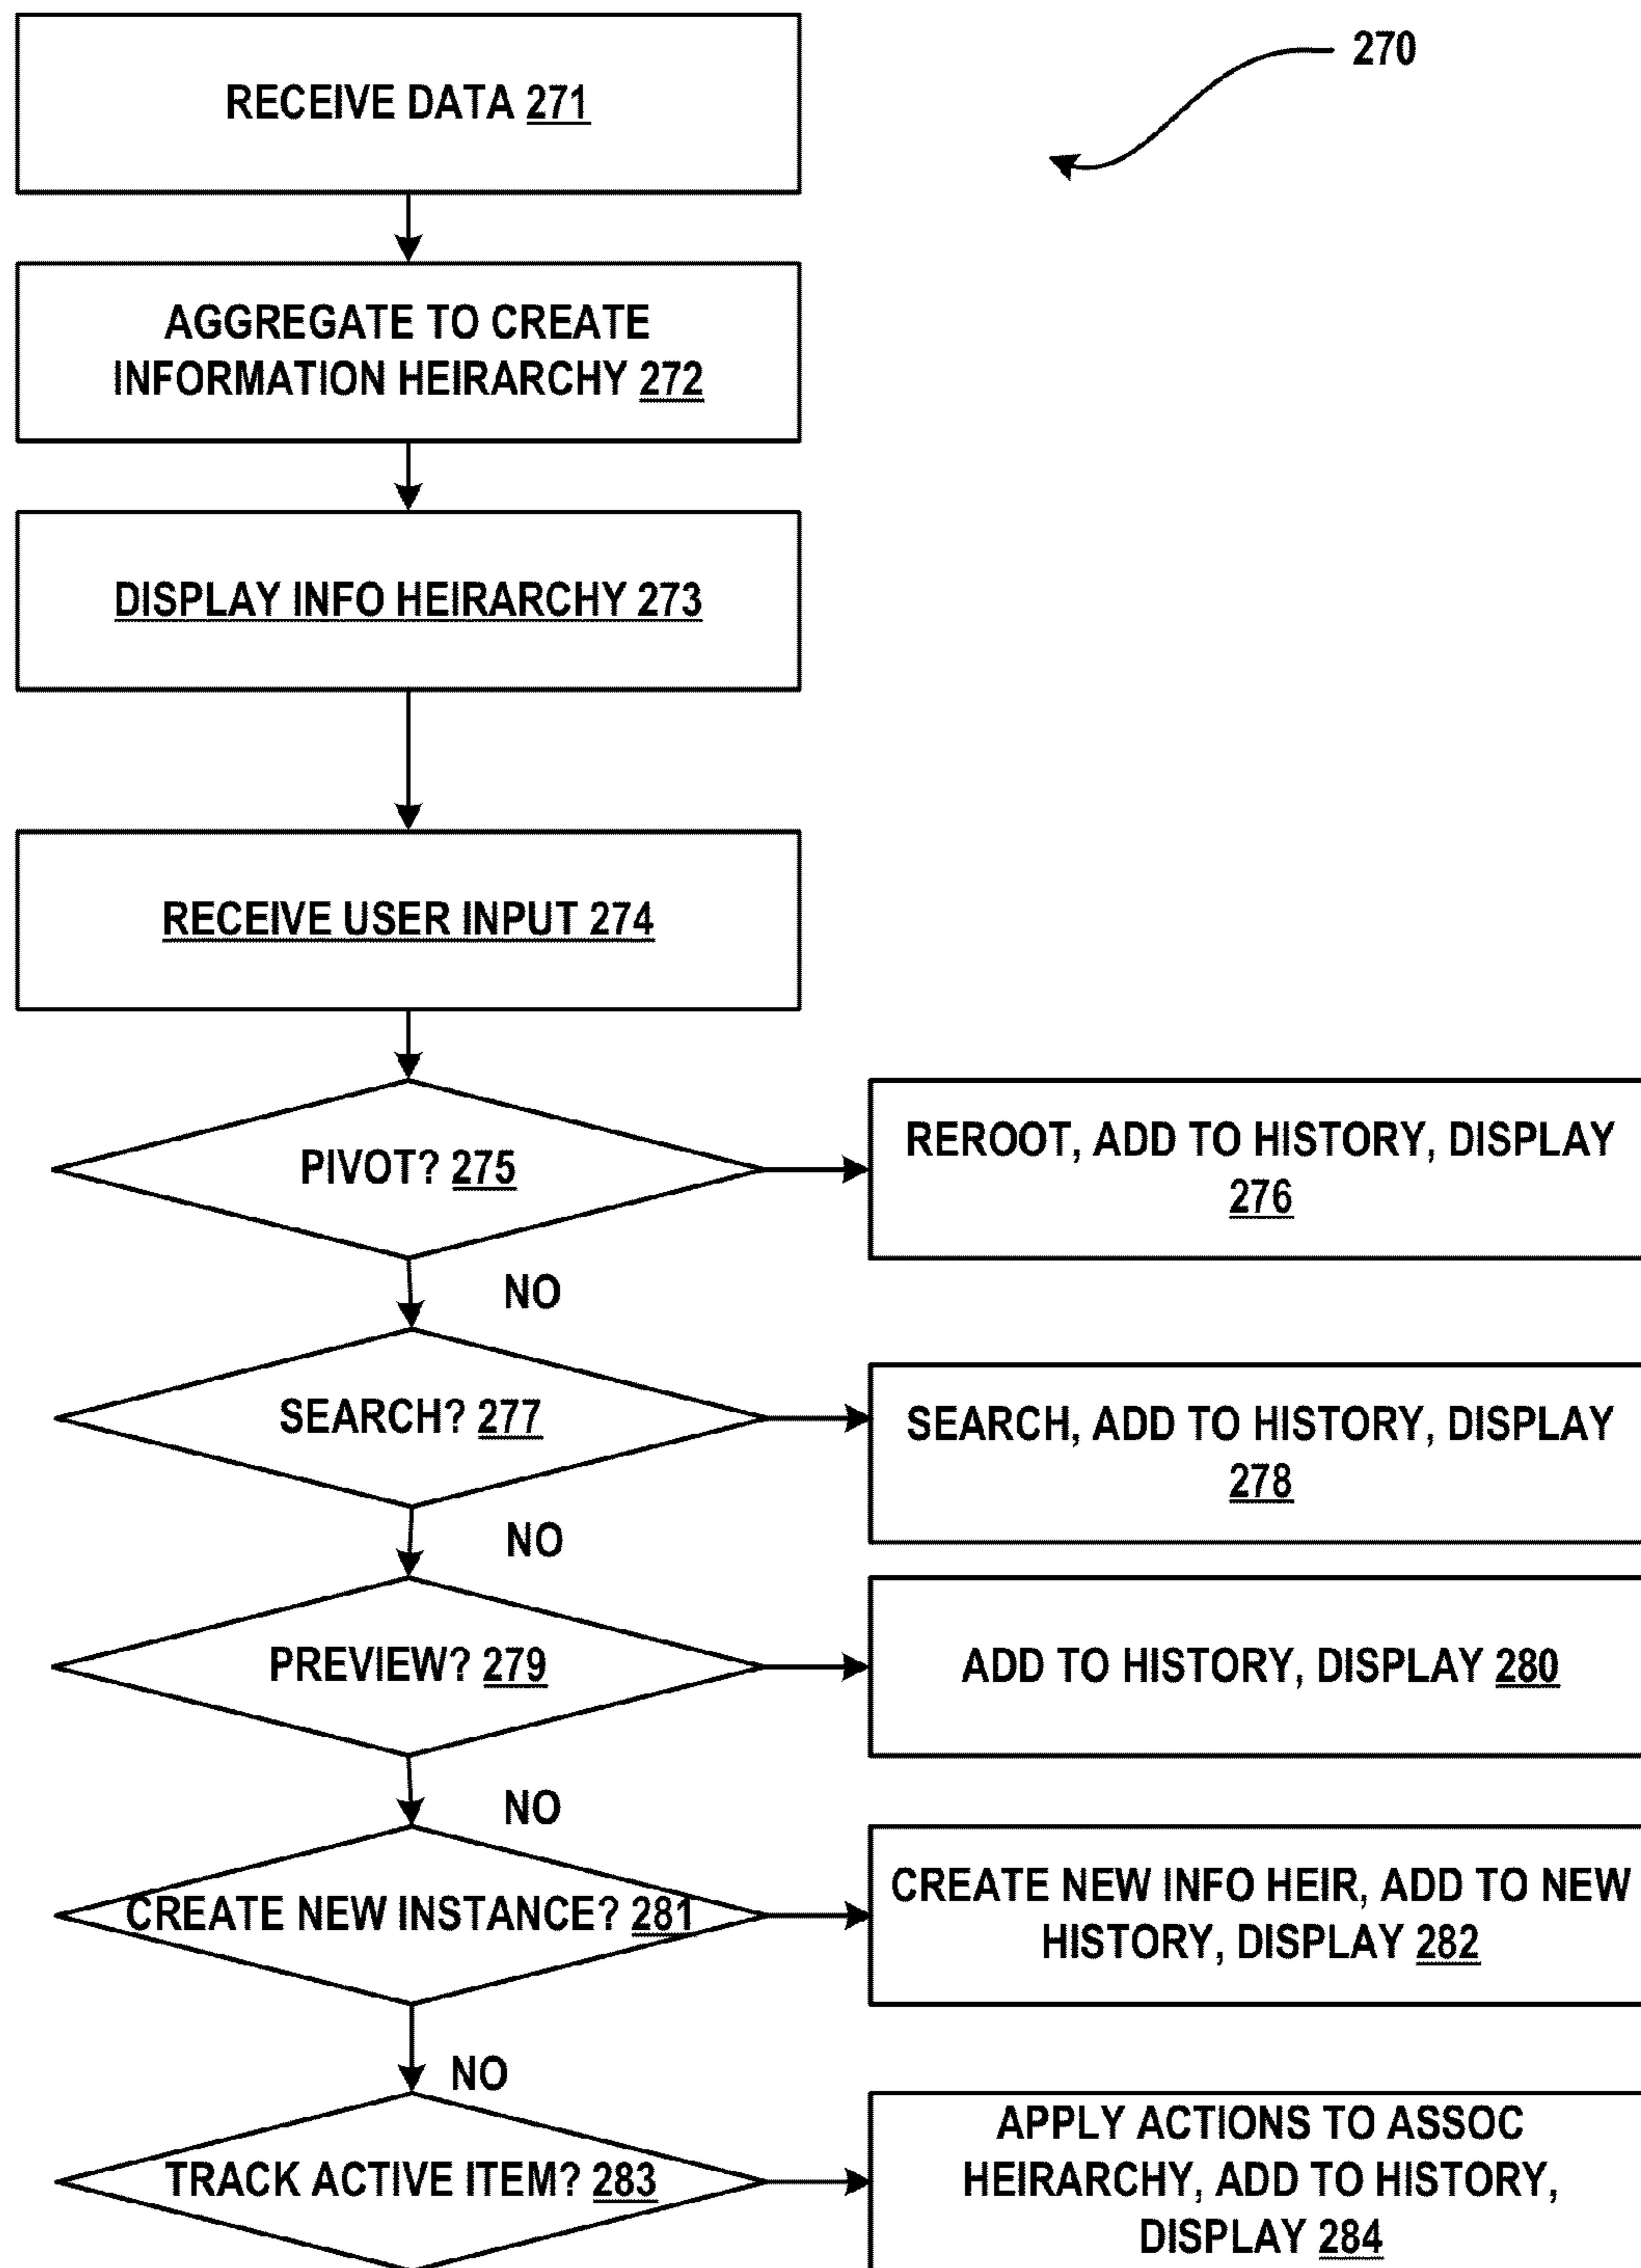 270
RECEIVE DATA 271
AGGREGATE TO CREATE
INFORMATION HEIRARCHY 272
DISPLAY INFO HEIRARCHY 273
RECEIVE USER INPUT 274
PIVOT? 275
REROOT, ADD TO HISTORY, DISPLAY
276
NO
SEARCH? 277
SEARCH, ADD TO HISTORY, DISPLAY
278
NO
PREVIEW? 279
ADD TO HISTORY, DISPLAY 280
NO
CREATE NEW INSTANCE? 281
CREATE NEW INFO HEIR, ADD TO NEW
HISTORY, DISPLAY 282
NO
TRACK ACTIVE ITEM? 283
APPLY ACTIONS TO ASSOC
HEIRARCHY, ADD TO HISTORY,
DISPLAY 284